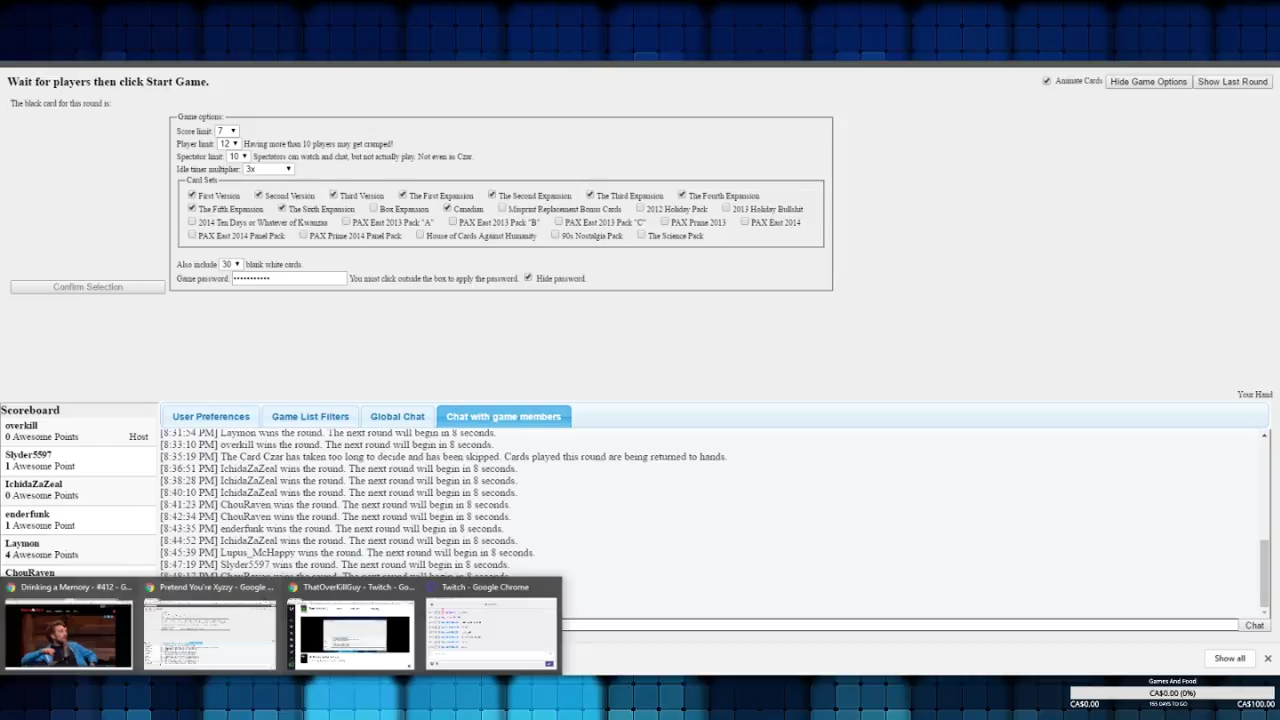 Wait for players then click Start Game.
Animate Cards
Hide Game Options
Show Last Round
The black card for this round is:
Game options:
Score limit: 7
Player limit: 12 Having more than 10 players may get cramped!
Spectator limit: 10 Spectators can watch and chat, but not actually play. Not even as Czar.
Idle timer multiplier: 3x
Card Sets
First Version Second Version Third Version The First Expansion The Second Expansion The Third Expansion The Fourth Expansion
The Fifth Expansion The Sixth Expansion Box Expansion Canadian Misprint Replacement Bonus Cards 2012 Holiday Pack 2013 Holiday Bullshit
2014 Ten Days or Whatever of Kwanzaa PAX East 2013 Pack "A" PAX East 2013 Pack "B" PAX East 2013 Pack "C" PAX Prime 2013 PAX East 2014
PAX East 2014 Panel Pack PAX Prime 2014 Panel Pack House of Cards Against Humanity 90s Nostalgia Pack The Science Pack
Also include 30 blank white cards.
Game password: ••••••••••• You must click outside the box to apply the password. Hide password.
Confirm Selection
Your Hand
Scoreboard
overkill
0 Awesome Points Host
Slyder5597
1 Awesome Point
IchidaZaZeal
0 Awesome Points
enderfunk
1 Awesome Point
Laymon
4 Awesome Points
ChouRaven
User Preferences
Game List Filters
Global Chat
Chat with game members
[8:31:54 PM] Laymon wins the round. The next round will begin in 8 seconds.
[8:33:10 PM] overkill wins the round. The next round will begin in 8 seconds.
[8:35:19 PM] The Card Czar has taken too long to decide and has been skipped. Cards played this round are being returned to hands.
[8:36:51 PM] IchidaZaZeal wins the round. The next round will begin in 8 seconds.
[8:38:28 PM] IchidaZaZeal wins the round. The next round will begin in 8 seconds.
[8:40:10 PM] IchidaZaZeal wins the round. The next round will begin in 8 seconds.
[8:41:23 PM] ChouRaven wins the round. The next round will begin in 8 seconds.
[8:42:34 PM] ChouRaven wins the round. The next round will begin in 8 seconds.
[8:43:35 PM] enderfunk wins the round. The next round will begin in 8 seconds.
[8:44:52 PM] IchidaZaZeal wins the round. The next round will begin in 8 seconds.
[8:45:39 PM] Lupus_McHappy wins the round. The next round will begin in 8 seconds.
[8:47:19 PM] Slyder5597 wins the round. The next round will begin in 8 seconds.
Drinking a Memory - #412 - G...
Pretend You're Xyzzy - Google ...
ThatOverKillGuy - Twitch - Go...
Twitch - Google Chrome
Chat
Show all
Games And Food
CA$0.00 (0%)
CA$0.00
155 DAYS TO GO
CA$100.00